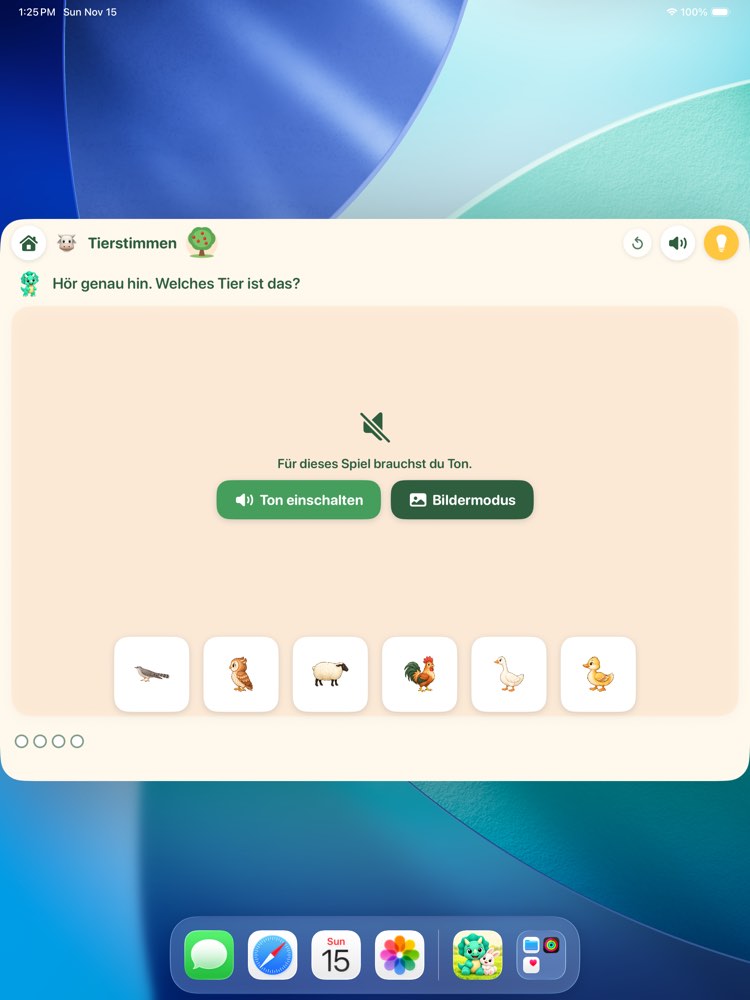 1:25 PM Sun Nov 15
100%
Tierstimmen
Hör genau hin. Welches Tier ist das?
Für dieses Spiel brauchst du Ton.
Ton einschalten
Bildermodus
Sun
15